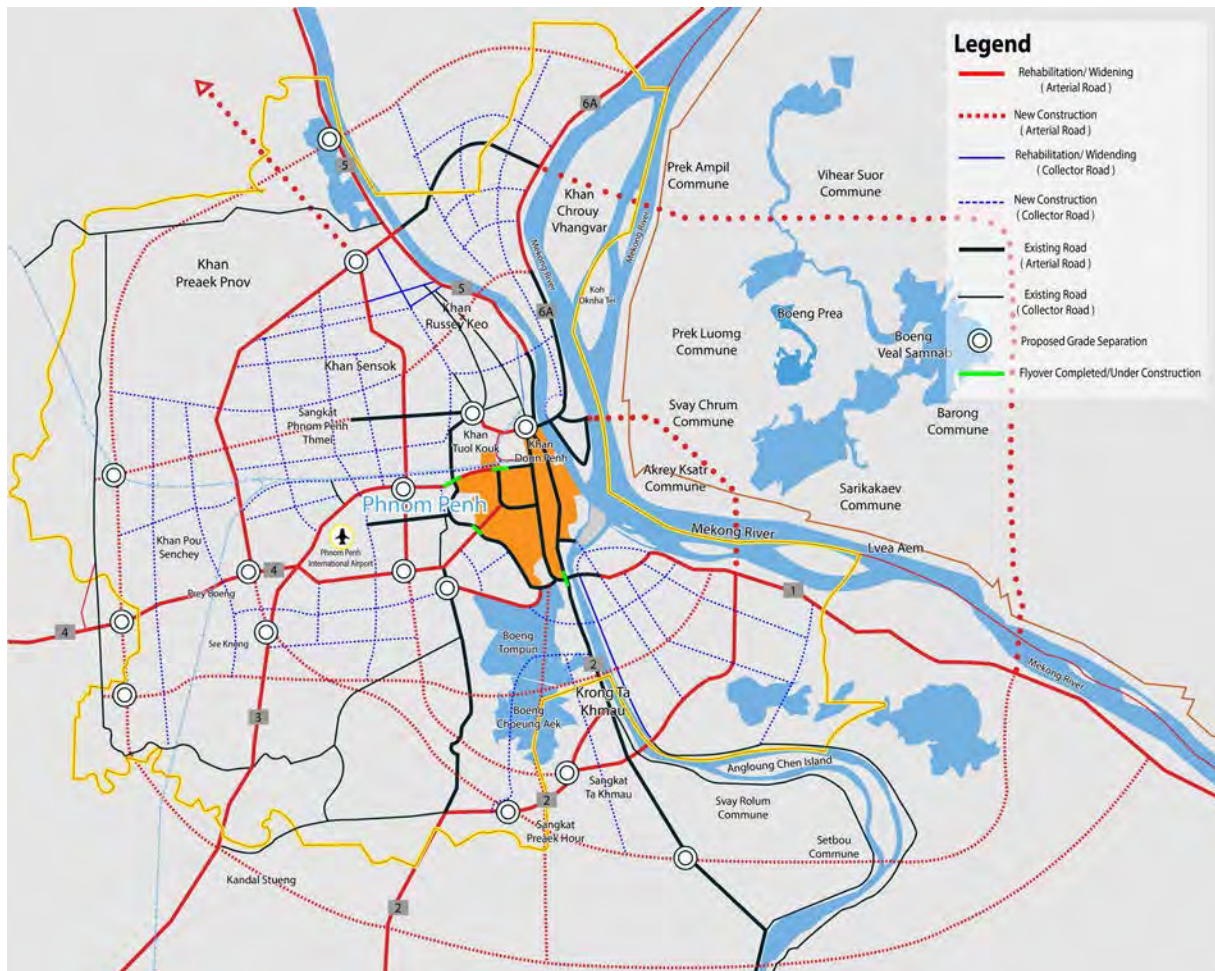 Legend
Rehabilitation/ Widening
( Arterial Road )
New Construction
( Arterial Road )
Rehabilitation/ Widending
( Collector Road )
New Construction
( Collector Road )
Existing Road
( Arterial Road )
Existing Road
( Collector Road )
Proposed Grade Separation
Flyover Completed/Under Construction
6A
5
Prek Ampil
Commune
Vihear Suor
Commune
Khan
Chrouy
Vhangvar
Mekong River
Mekong River
Khan
Preaek Pnov
5
Khan
Russey Keo
6A
Koh
Oknha Tei
Boeng Prea
Prek Luomg
Commune
Boeng
Veal Samnab
Khan Sensok
Sangkat
Phnom Penh
Thmei
Svay Chrum
Commune
Barong
Commune
Khan
Tuol Kouk
Khan
Donn Penh
Akrey Ksatr
Commune
Sarikakaev
Commune
Phnom Penh
Mekong River
Khan Pou
Senchey
Phnom Penh
International Airport
Lvea Aem
4
Prey Boeng
1
4
See Knong
Boeng
Tompun
2
Mekong River
Krong Ta
Khmau
3
Boeng
Choeung Aek
Angloung Chen Island
Sangkat
Ta Khmau
2
Svay Rolum
Commune
Sangkat
Preaek Hour
Setbou
Commune
Kandal Stueng
2